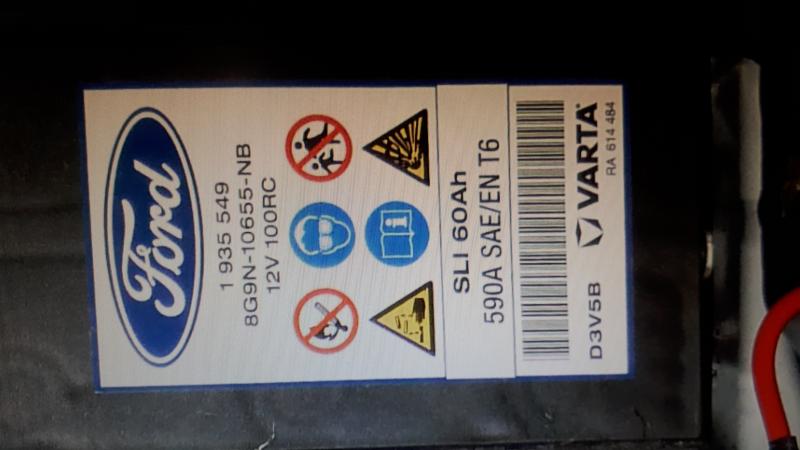 Ford
1 935 549
8G9N-10655-NB
12V 100RC
SLI 60Ah
590A SAE/EN T6
D3V5B
VARTA
RA 614 484